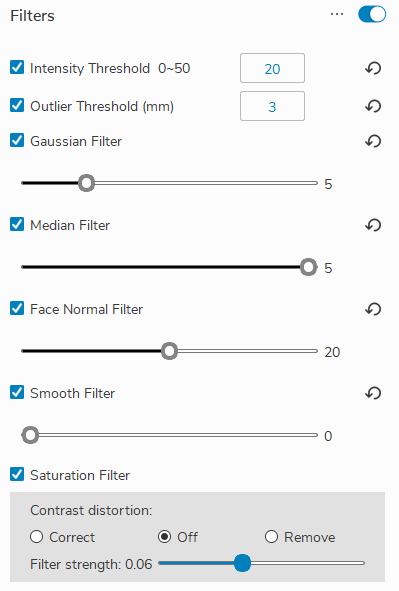 Filters
Intensity Threshold 0~50 20
Outlier Threshold (mm) 3
Gaussian Filter
5
Median Filter
5
Face Normal Filter
20
Smooth Filter
0
Saturation Filter
Contrast distortion:
Correct Off Remove
Filter strength: 0.06